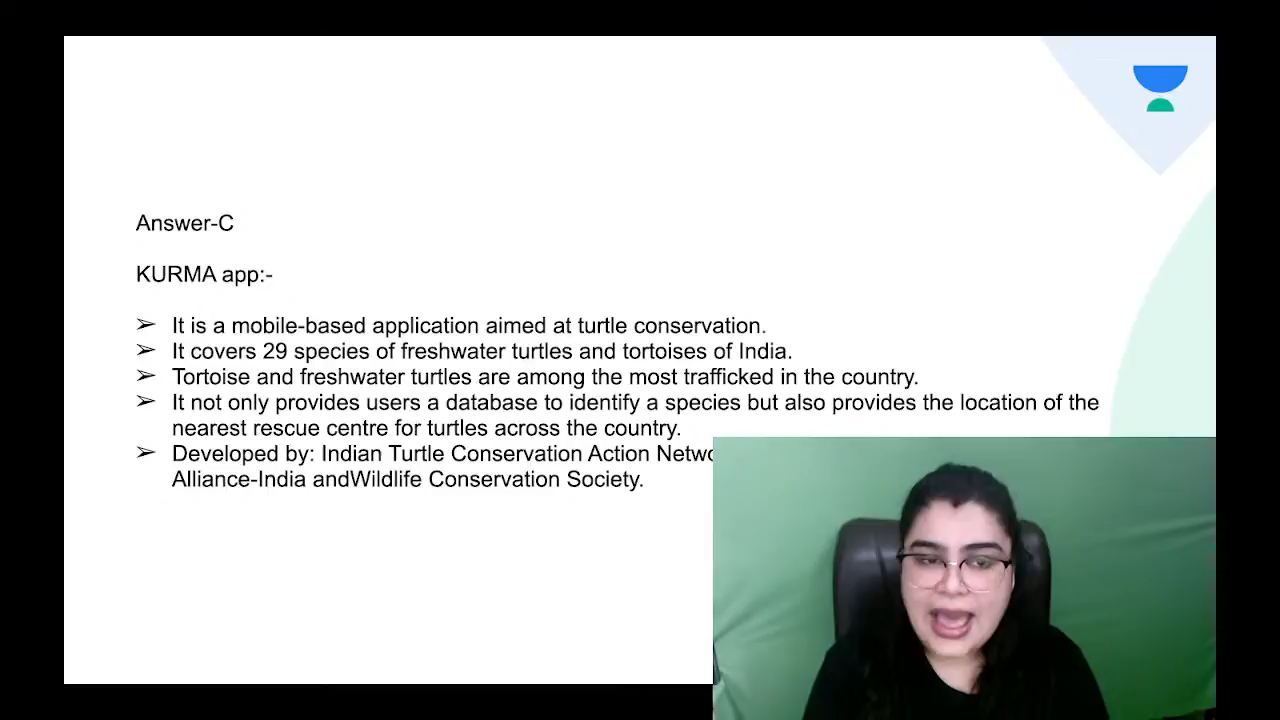 Answer-C
KURMA app:-
➢ It is a mobile-based application aimed at turtle conservation.
➢ It covers 29 species of freshwater turtles and tortoises of India.
➢ Tortoise and freshwater turtles are among the most trafficked in the country.
➢ It not only provides users a database to identify a species but also provides the location of the
nearest rescue centre for turtles across the country.
➢ Developed by: Indian Turtle Conservation Action
Alliance-India andWildlife Conservation Society.